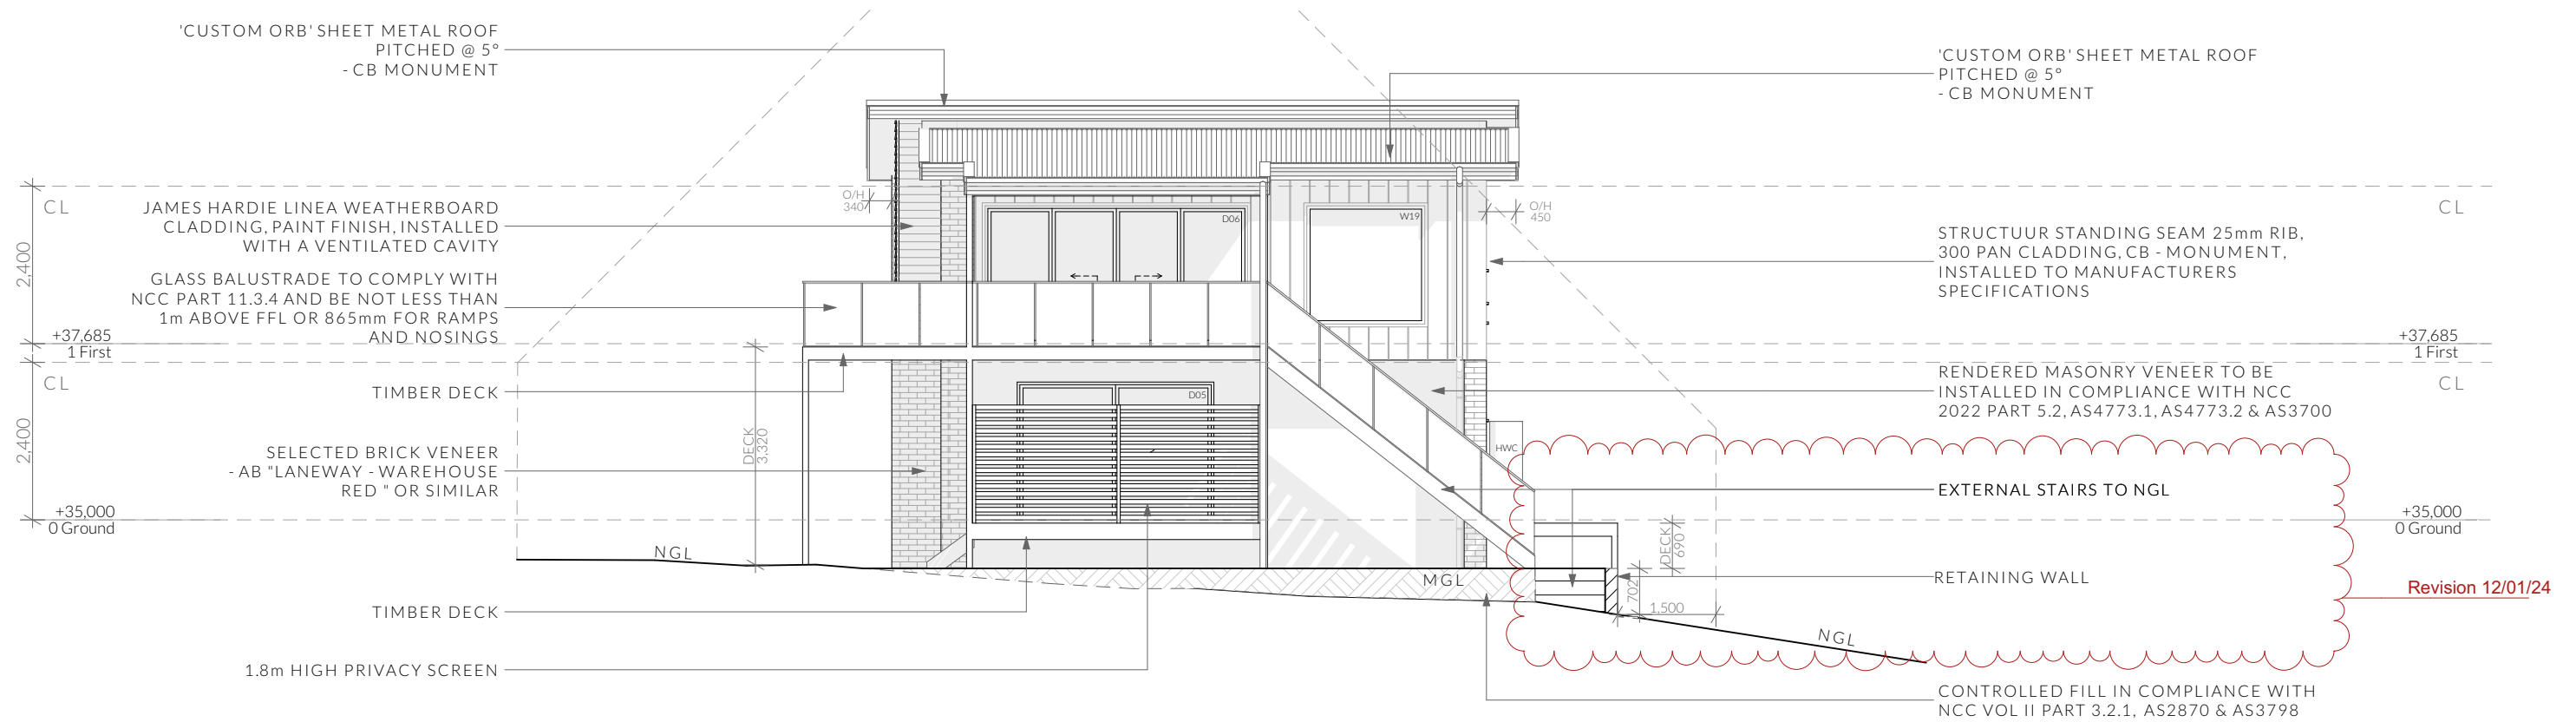 'CUSTOM ORB' SHEET METAL ROOF
PITCHED @ 5°
- CB MONUMENT
'CUSTOM ORB' SHEET METAL ROOF
PITCHED @ 5°
- CB MONUMENT
CL
CL
O/H
340
O/H
450
D06
W19
JAMES HARDIE LINEA WEATHERBOARD
CLADDING, PAINT FINISH, INSTALLED
WITH A VENTILATED CAVITY
STRUCTUUR STANDING SEAM 25mm RIB,
300 PAN CLADDING, CB - MONUMENT,
INSTALLED TO MANUFACTURERS
SPECIFICATIONS
2,400
GLASS BALUSTRADE TO COMPLY WITH
NCC PART 11.3.4 AND BE NOT LESS THAN
1m ABOVE FFL OR 865mm FOR RAMPS
AND NOSINGS
+37,685
1 First
+37,685
1 First
CL
CL
TIMBER DECK
D05
RENDERED MASONRY VENEER TO BE
INSTALLED IN COMPLIANCE WITH NCC
2022 PART 5.2, AS4773.1, AS4773.2 & AS3700
2,400
DECK
3,320
HWC
SELECTED BRICK VENEER
- AB "LANEWAY - WAREHOUSE
RED " OR SIMILAR
EXTERNAL STAIRS TO NGL
+35,000
0 Ground
+35,000
0 Ground
DECK
690
NGL
MGL
702
RETAINING WALL
Revision 12/01/24
1,500
TIMBER DECK
NGL
1.8m HIGH PRIVACY SCREEN
CONTROLLED FILL IN COMPLIANCE WITH
NCC VOL II PART 3.2.1, AS2870 & AS3798